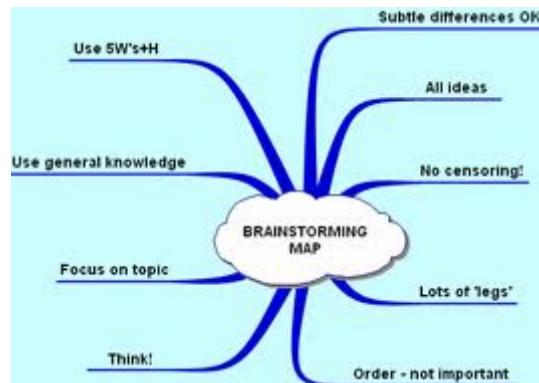 Subtle differences OK
Use 5W's+H
All ideas
Use general knowledge
No censoring!
BRAINSTORMING
MAP
Focus on topic
Lots of 'legs'
Think!
Order - not important